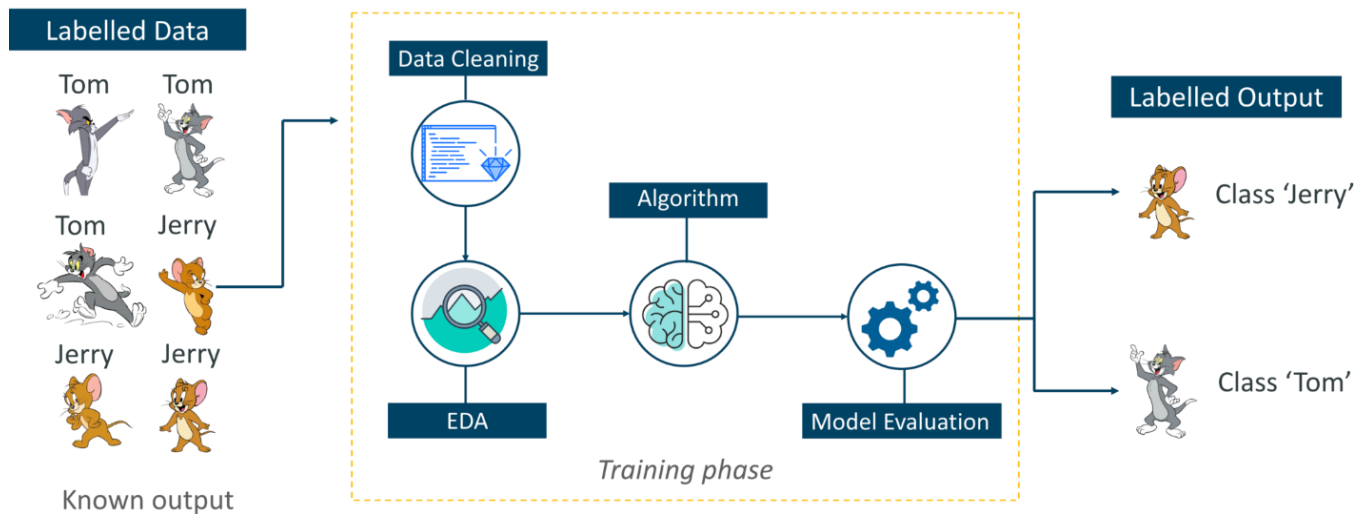 Labelled Data
Tom Tom
Tom Jerry
Jerry Jerry
Known output
Data Cleaning
EDA
Algorithm
Model Evaluation
Training phase
Labelled Output
Class ‘Jerry’
Class ‘Tom’